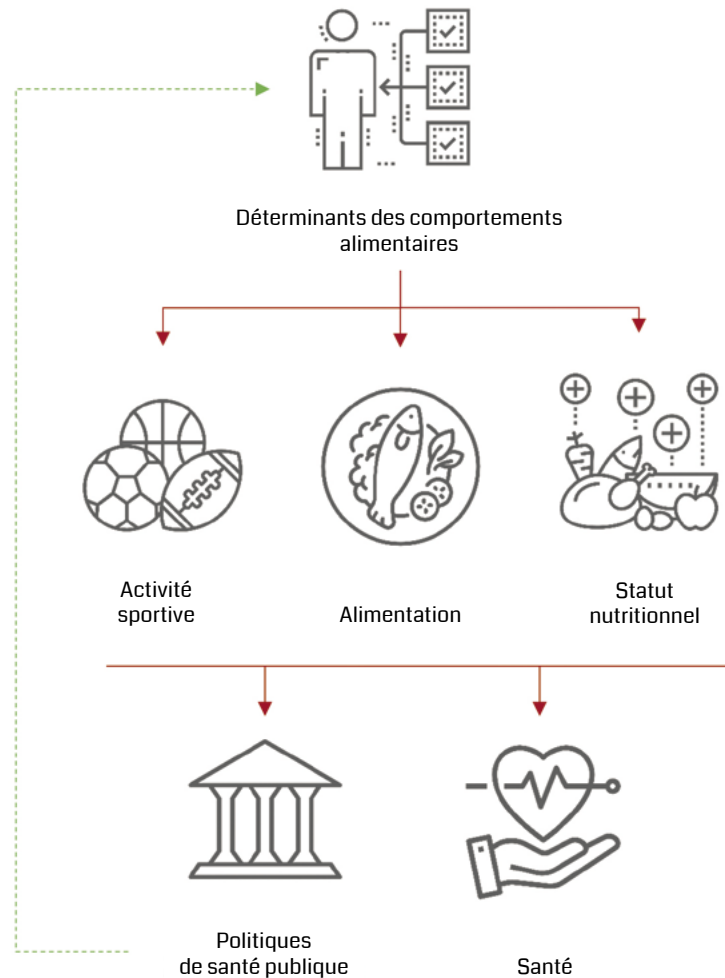 Déterminants des comportements
alimentaires
Activité
sportive
Alimentation
Statut
nutritionnel
Politiques
de santé publique
Santé